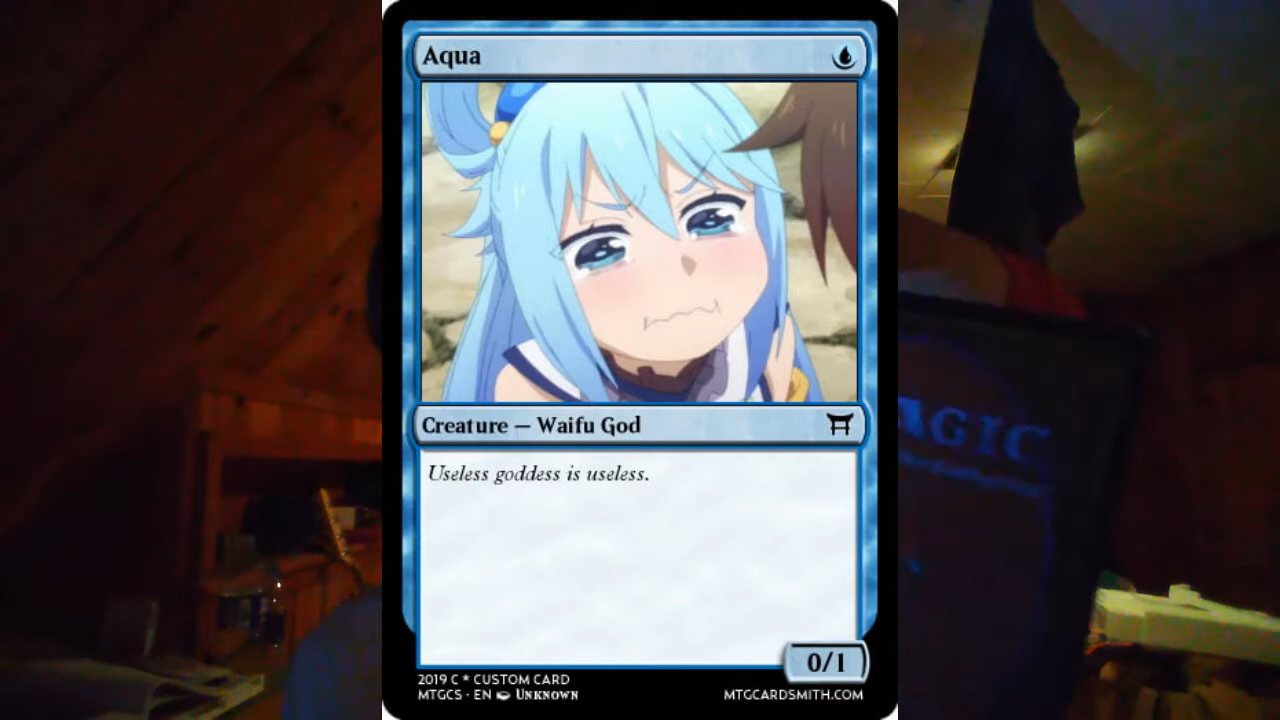 Aqua
Creature — Waifu God
Useless goddess is useless.
0/1
2019 C * CUSTOM CARD
MTGCS · EN UNKNOWN
MTGCARDSMITH.COM
AGIC